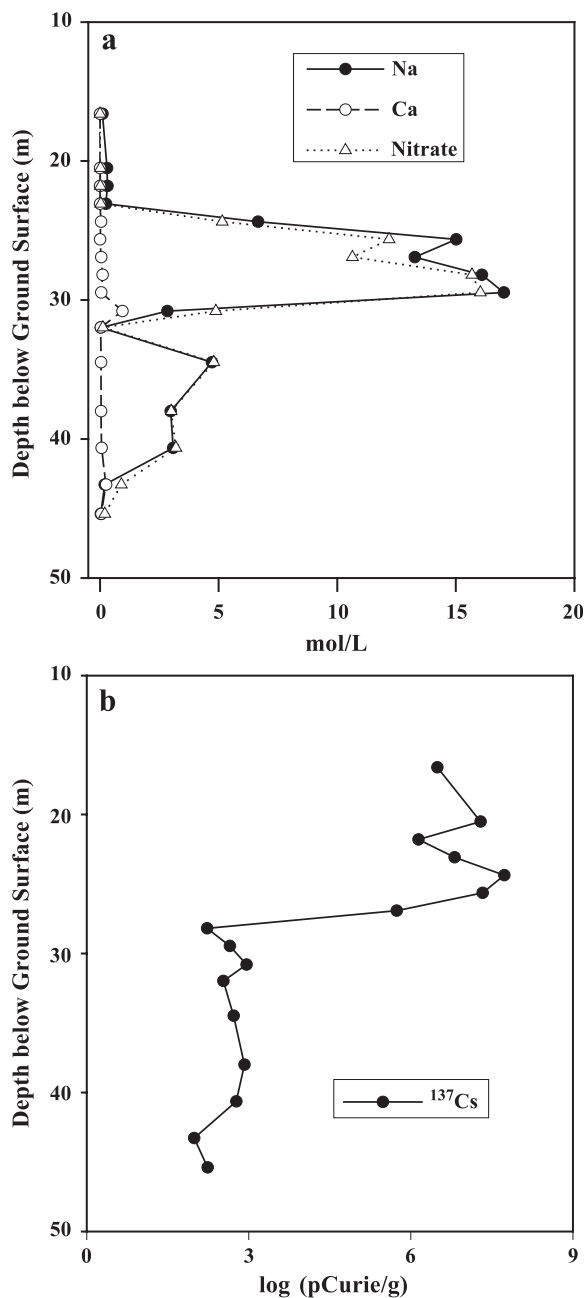 10
a
Na
Ca
Nitrate
20
30
40
50
Depth below Ground Surface (m)
0 5 10 15 20
mol/L
10
b
20
30
40
50
Depth below Ground Surface (m)
137Cs
0 3 6 9
log (pCurie/g)